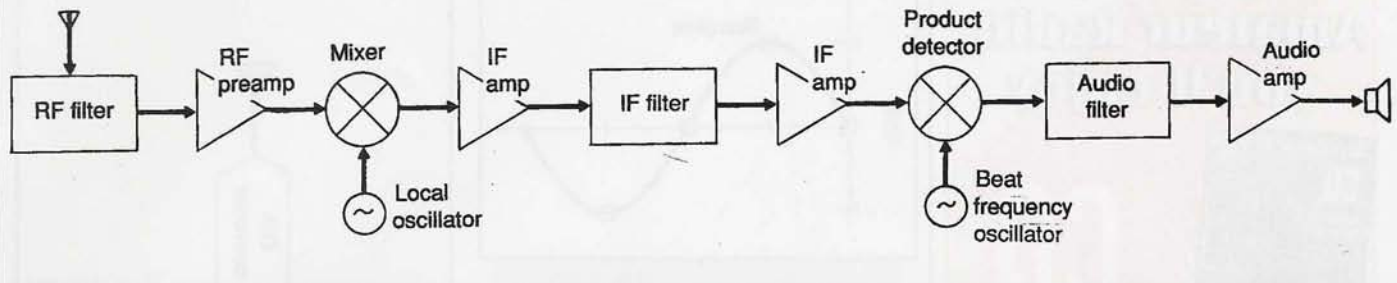 RF filter
RF
preamp
Mixer
Local
oscillator
IF
amp
IF filter
IF
amp
Product
detector
Beat
frequency
oscillator
Audio
filter
Audio
amp